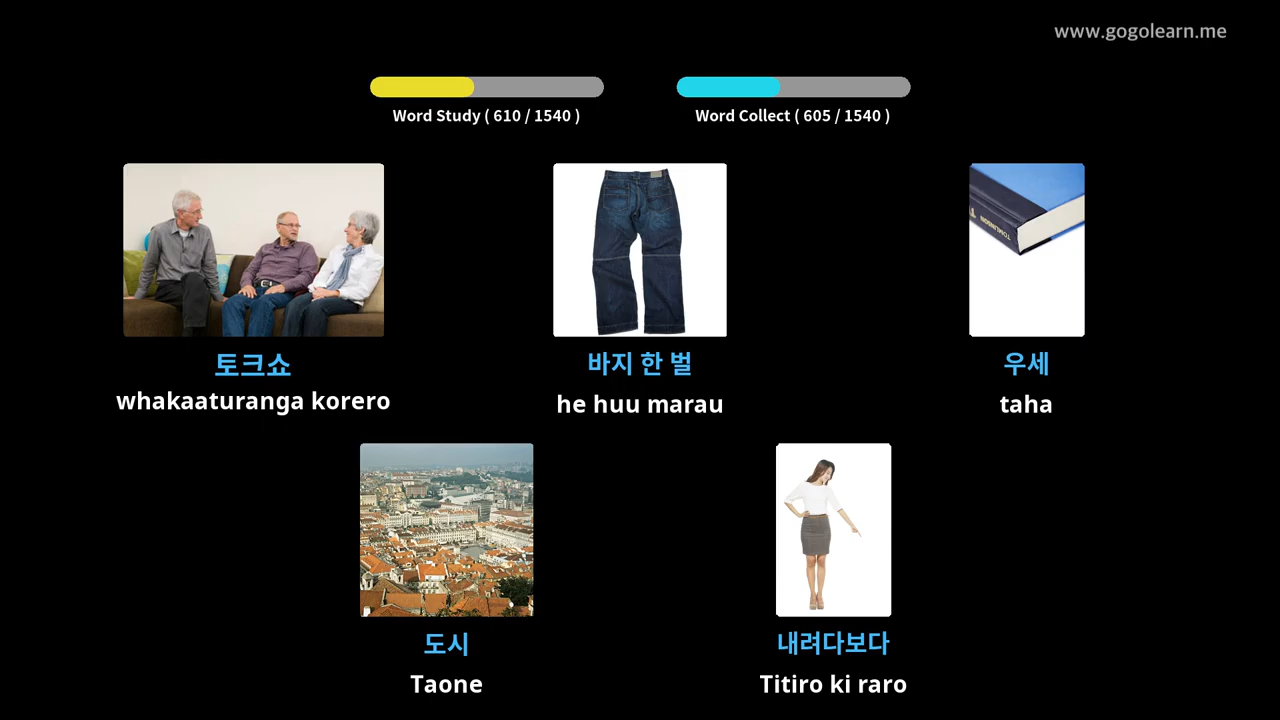 www.gogolearn.me
Word Study ( 610 / 1540 )
Word Collect ( 605 / 1540 )
TOMLINSON
토크쇼
whakaaturanga korero
바지 한 벌
he huu marau
우세
taha
도시
Taone
내려다보다
Titiro ki raro